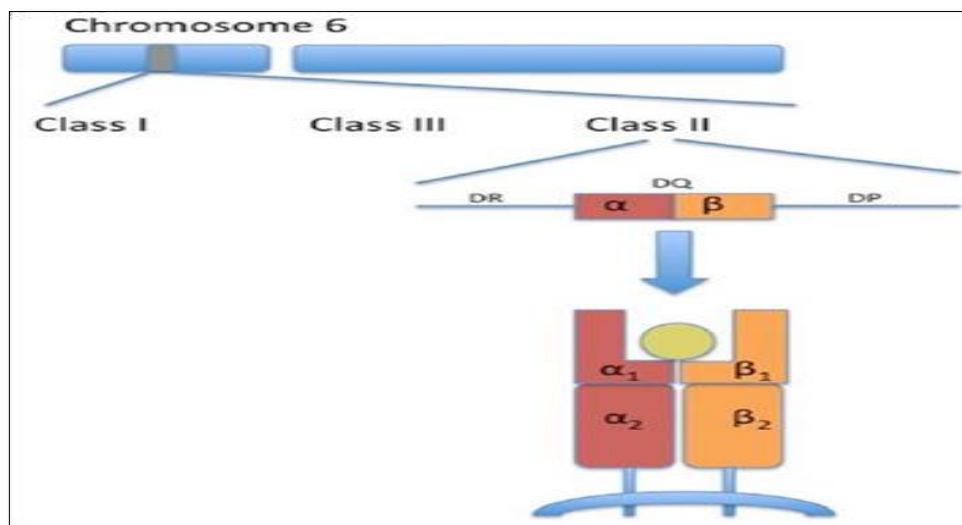 Chromosome 6
Class I Class III Class II
DR DQ DP
α β
α₁ β₁
α₂ β₂